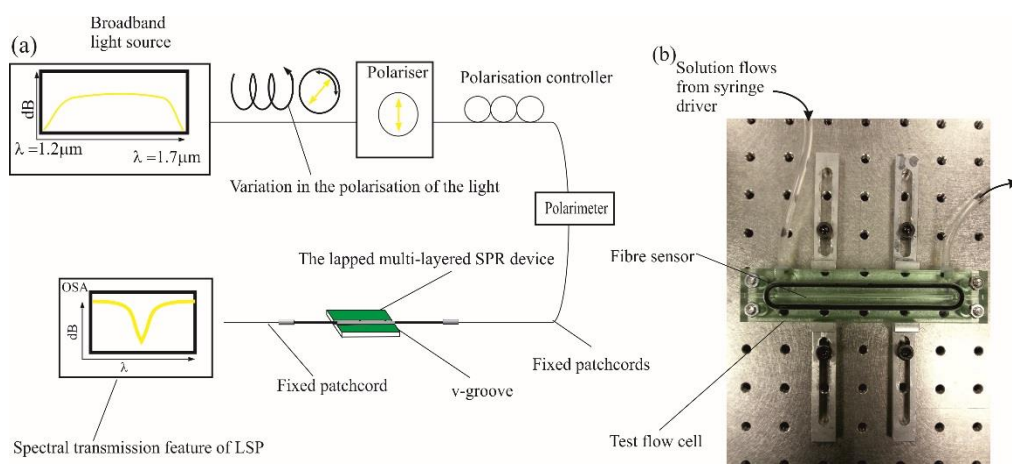 (a)
Broadband
light source
dB
λ =1.2μm
λ =1.7μm
Polariser
Polarisation controller
Variation in the polarisation of the light
Polarimeter
The lapped multi-layered SPR device
OSA
dB
λ
Fixed patchcord
v-groove
Fixed patchcords
Spectral transmission feature of LSP
(b)
Solution flows
from syringe
driver
Fibre sensor
Test flow cell